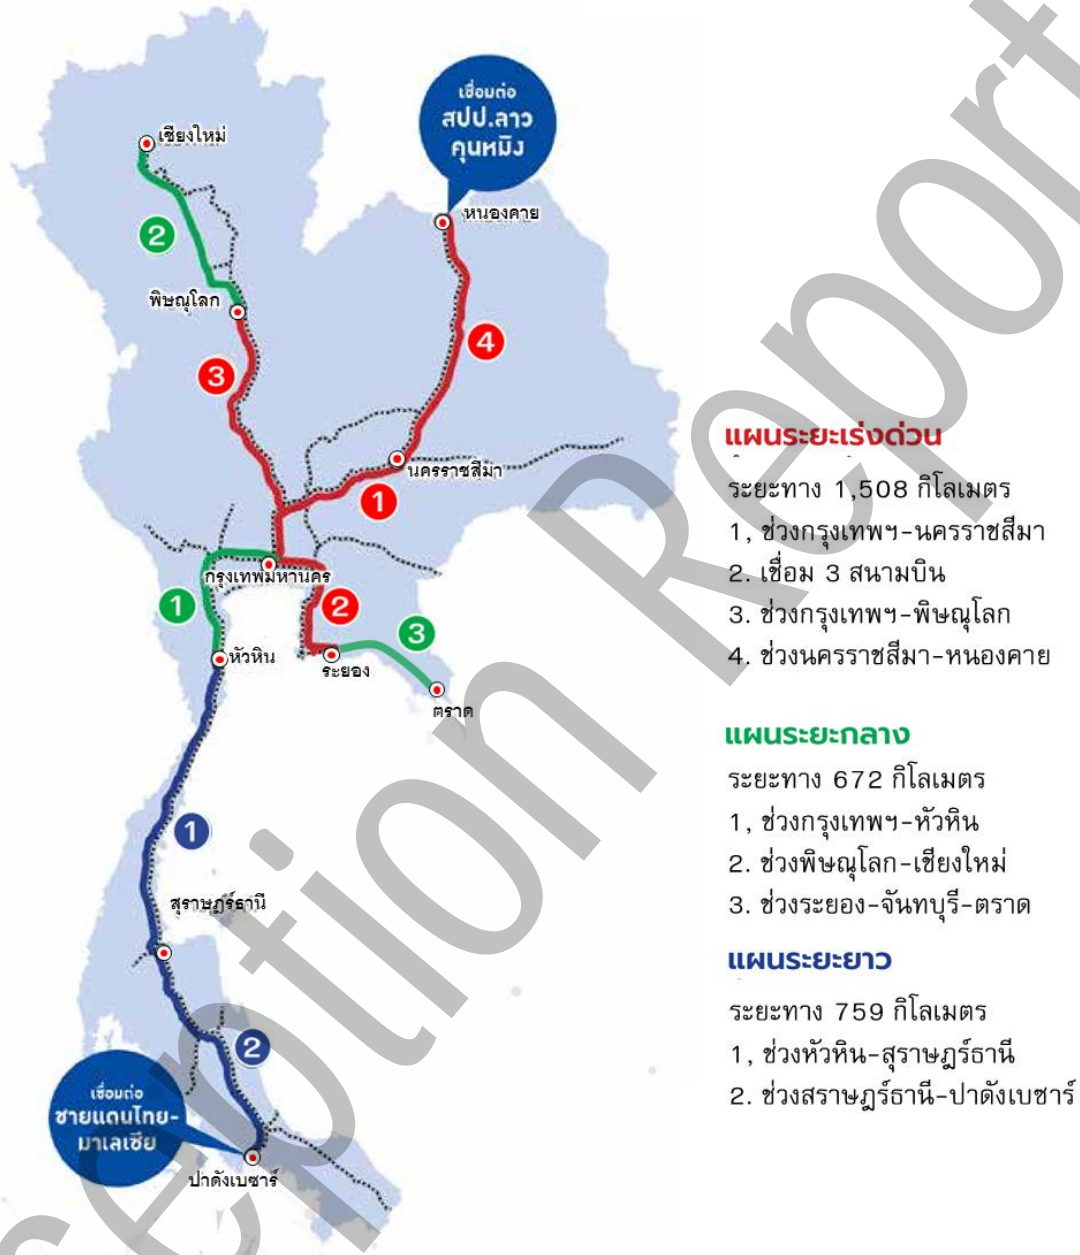 เชื่อมต่อ
สปป.ลาว
คุนหมิง
เชียงใหม่
หนองคาย
2
พิษณุโลก
4
3
นครราชสีมา
1
กรุงเทพมหานคร
1
2
3
หัวหิน
ระยอง
ตราด
1
สุราษฎร์ธานี
2
เชื่อมต่อ
ชายแดนไทย-
มาเลเซีย
ปาดังเบซาร์
แผนระยะเร่งด่วน
ระยะทาง 1,508 กิโลเมตร
1, ช่วงกรุงเทพฯ-นครราชสีมา
2. เชื่อม 3 สนามบิน
3. ช่วงกรุงเทพฯ-พิษณุโลก
4. ช่วงนครราชสีมา-หนองคาย
แผนระยะกลาง
ระยะทาง 672 กิโลเมตร
1, ช่วงกรุงเทพฯ-หัวหิน
2. ช่วงพิษณุโลก-เชียงใหม่
3. ช่วงระยอง-จันทบุรี-ตราด
แผนระยะยาว
ระยะทาง 759 กิโลเมตร
1, ช่วงหัวหิน-สุราษฎร์ธานี
2. ช่วงสราษฎร์ธานี-ปาดังเบซาร์
eption Report